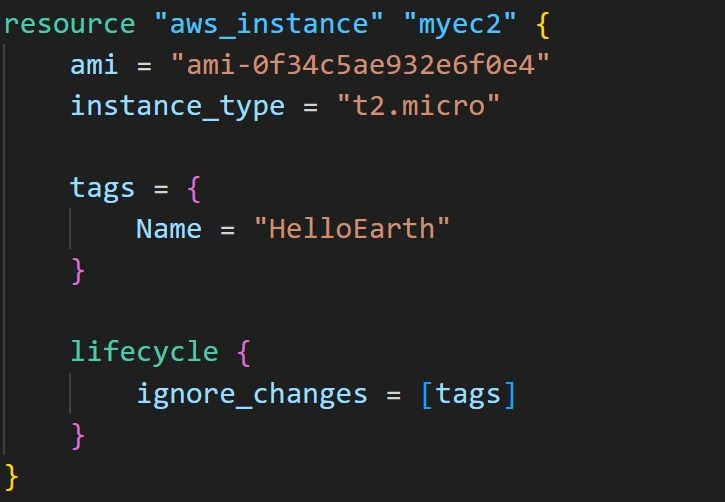 resource "aws_instance" "myec2" {
    ami = "ami-0f34c5ae932e6f0e4"
    instance_type = "t2.micro"

    tags = {
        Name = "HelloEarth"
    }

    lifecycle {
        ignore_changes = [tags]
    }
}